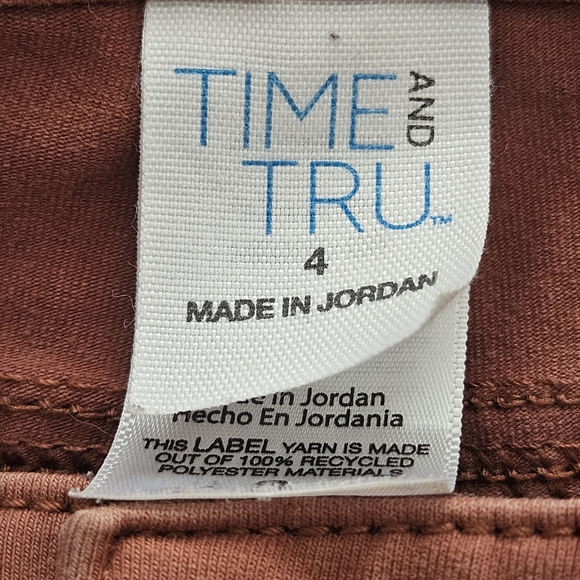 TIME AND
TRU™
4
MADE IN JORDAN
in Jordan
Hecho En Jordania
THIS LABEL YARN IS MADE
OUT OF 100% RECYCLED
POLYESTER MATERIALS